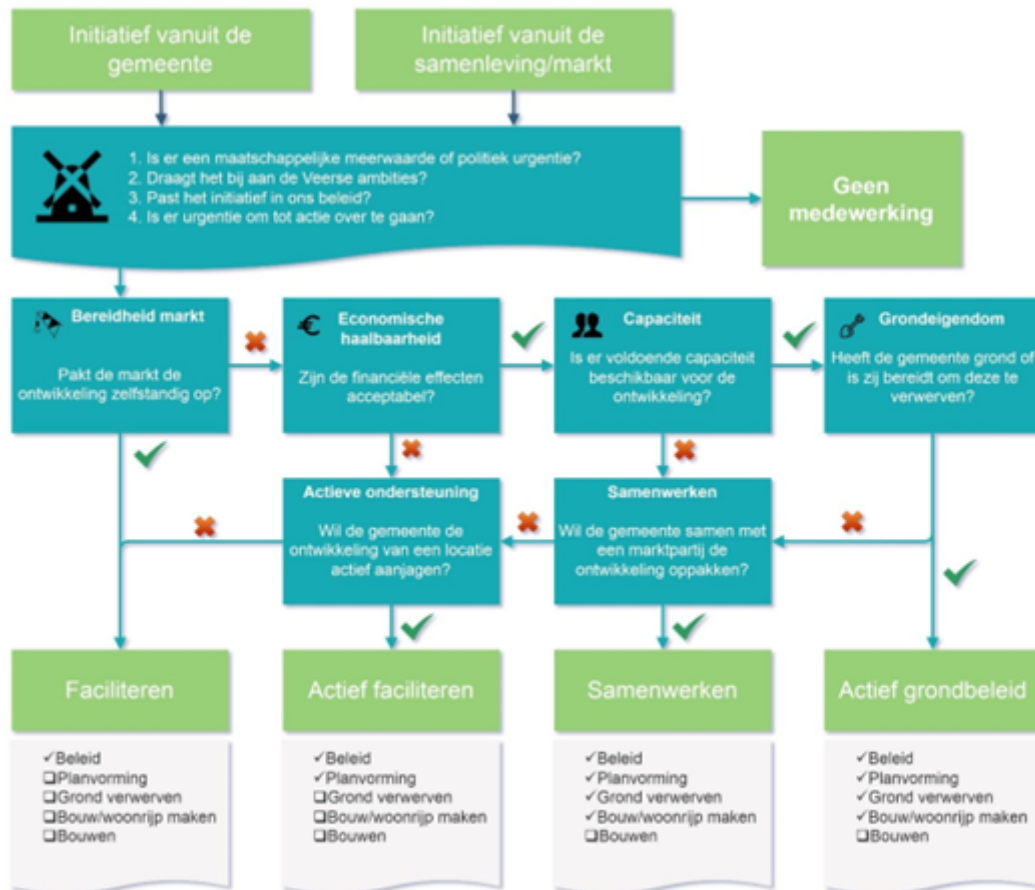 Initiatief vanuit de
gemeente
Initiatief vanuit de
samenleving/markt
1. Is er een maatschappelijke meerwaarde of politiek urgentie?
2. Draagt het bij aan de Veerse ambities?
3. Past het initiatief in ons beleid?
4. Is er urgentie om tot actie over te gaan?
Geen
medewerking
Bereidheid markt
Pakt de markt de
ontwikkeling zelfstandig op?
Economische
haalbaarheid
Zijn de financiële effecten
acceptabel?
Capaciteit
Is er voldoende capaciteit
beschikbaar voor de
ontwikkeling?
Grondeigendom
Heeft de gemeente grond of
is zij bereidt om deze te
verwerven?
Actieve ondersteuning
Wil de gemeente de
ontwikkeling van een locatie
actief aanjagen?
Samenwerken
Wil de gemeente samen met
een marktpartij de
ontwikkeling oppakken?
Faciliteren
✓Beleid
❑Planvorming
❑Grond verwerven
❑Bouw/woonrijp maken
❑Bouwen
Actief faciliteren
✓Beleid
✓Planvorming
❑Grond verwerven
❑Bouw/woonrijp maken
❑Bouwen
Samenwerken
✓Beleid
✓Planvorming
✓Grond verwerven
✓Bouw/woonrijp maken
❑Bouwen
Actief grondbeleid
✓Beleid
✓Planvorming
✓Grond verwerven
✓Bouw/woonrijp maken
❑Bouwen